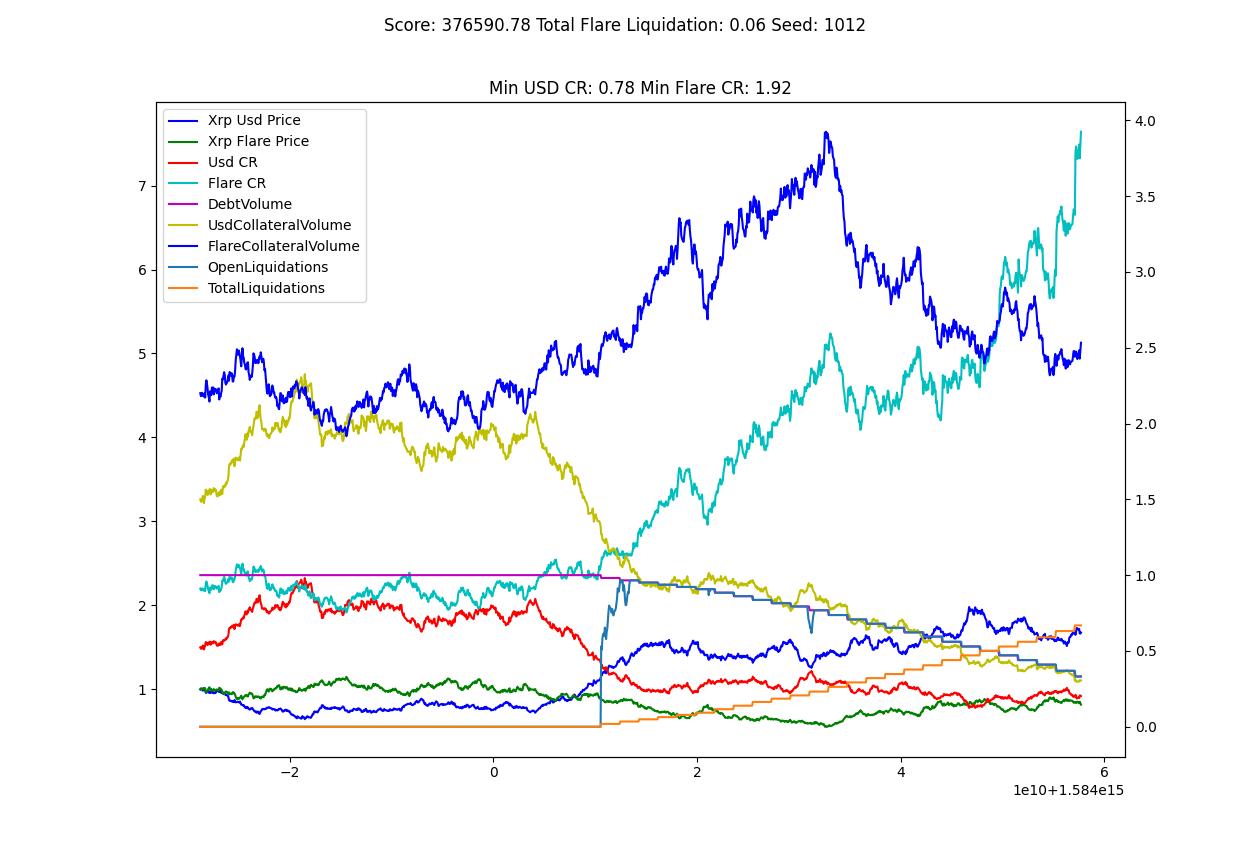 Score: 376590.78 Total Flare Liquidation: 0.06 Seed: 1012
Min USD CR: 0.78 Min Flare CR: 1.92
Xrp Usd Price
Xrp Flare Price
Usd CR
Flare CR
DebtVolume
UsdCollateralVolume
FlareCollateralVolume
OpenLiquidations
TotalLiquidations
7
6
5
4
3
2
1
4.0
3.5
3.0
2.5
2.0
1.5
1.0
0.5
0.0
−2
0
2
4
6
1e10+1.584e15